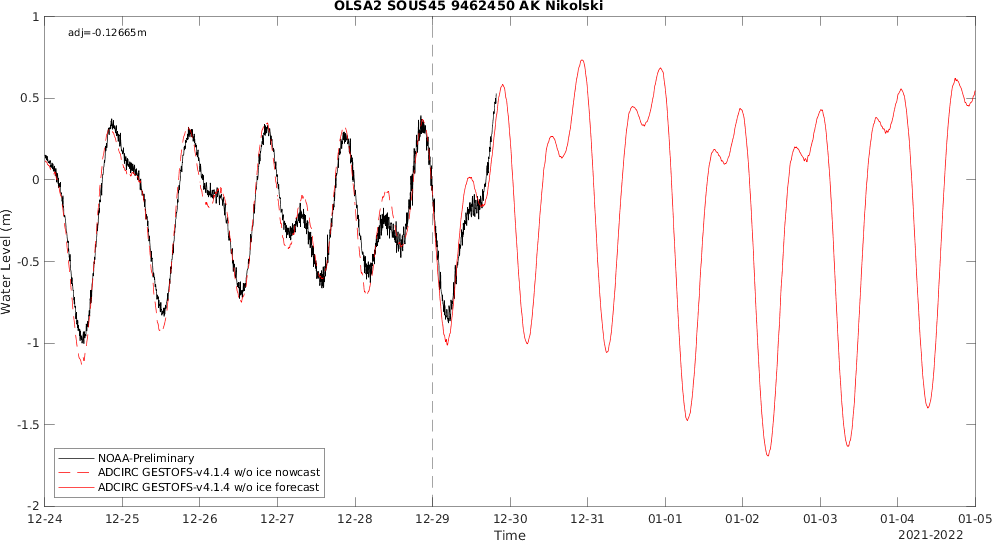 OLSA2 SOUS45 9462450 AK Nikolski
adj=-0.12665m
1
0.5
0
-0.5
-1
-1.5
-2
Water Level (m)
NOAA-Preliminary
ADCIRC GESTOFS-v4.1.4 w/o ice nowcast
ADCIRC GESTOFS-v4.1.4 w/o ice forecast
12-24 12-25 12-26 12-27 12-28 12-29 12-30 12-31 01-01 01-02 01-03 01-04 01-05
Time
2021-2022